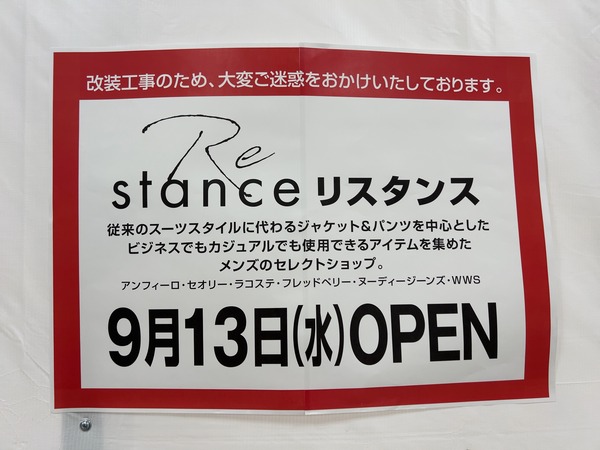 改装工事のため、大変ご迷惑をおかけいたしております。
Re
stance リスタンス
従来のスーツスタイルに代わるジャケット&パンツを中心とした
ビジネスでもカジュアルでも使用できるアイテムを集めた
メンズのセレクトショップ。
アンフィーロ・セオリー・ラコステ・フレッドペリー・ヌーディージーンズ・WWS
9月13日(水)OPEN